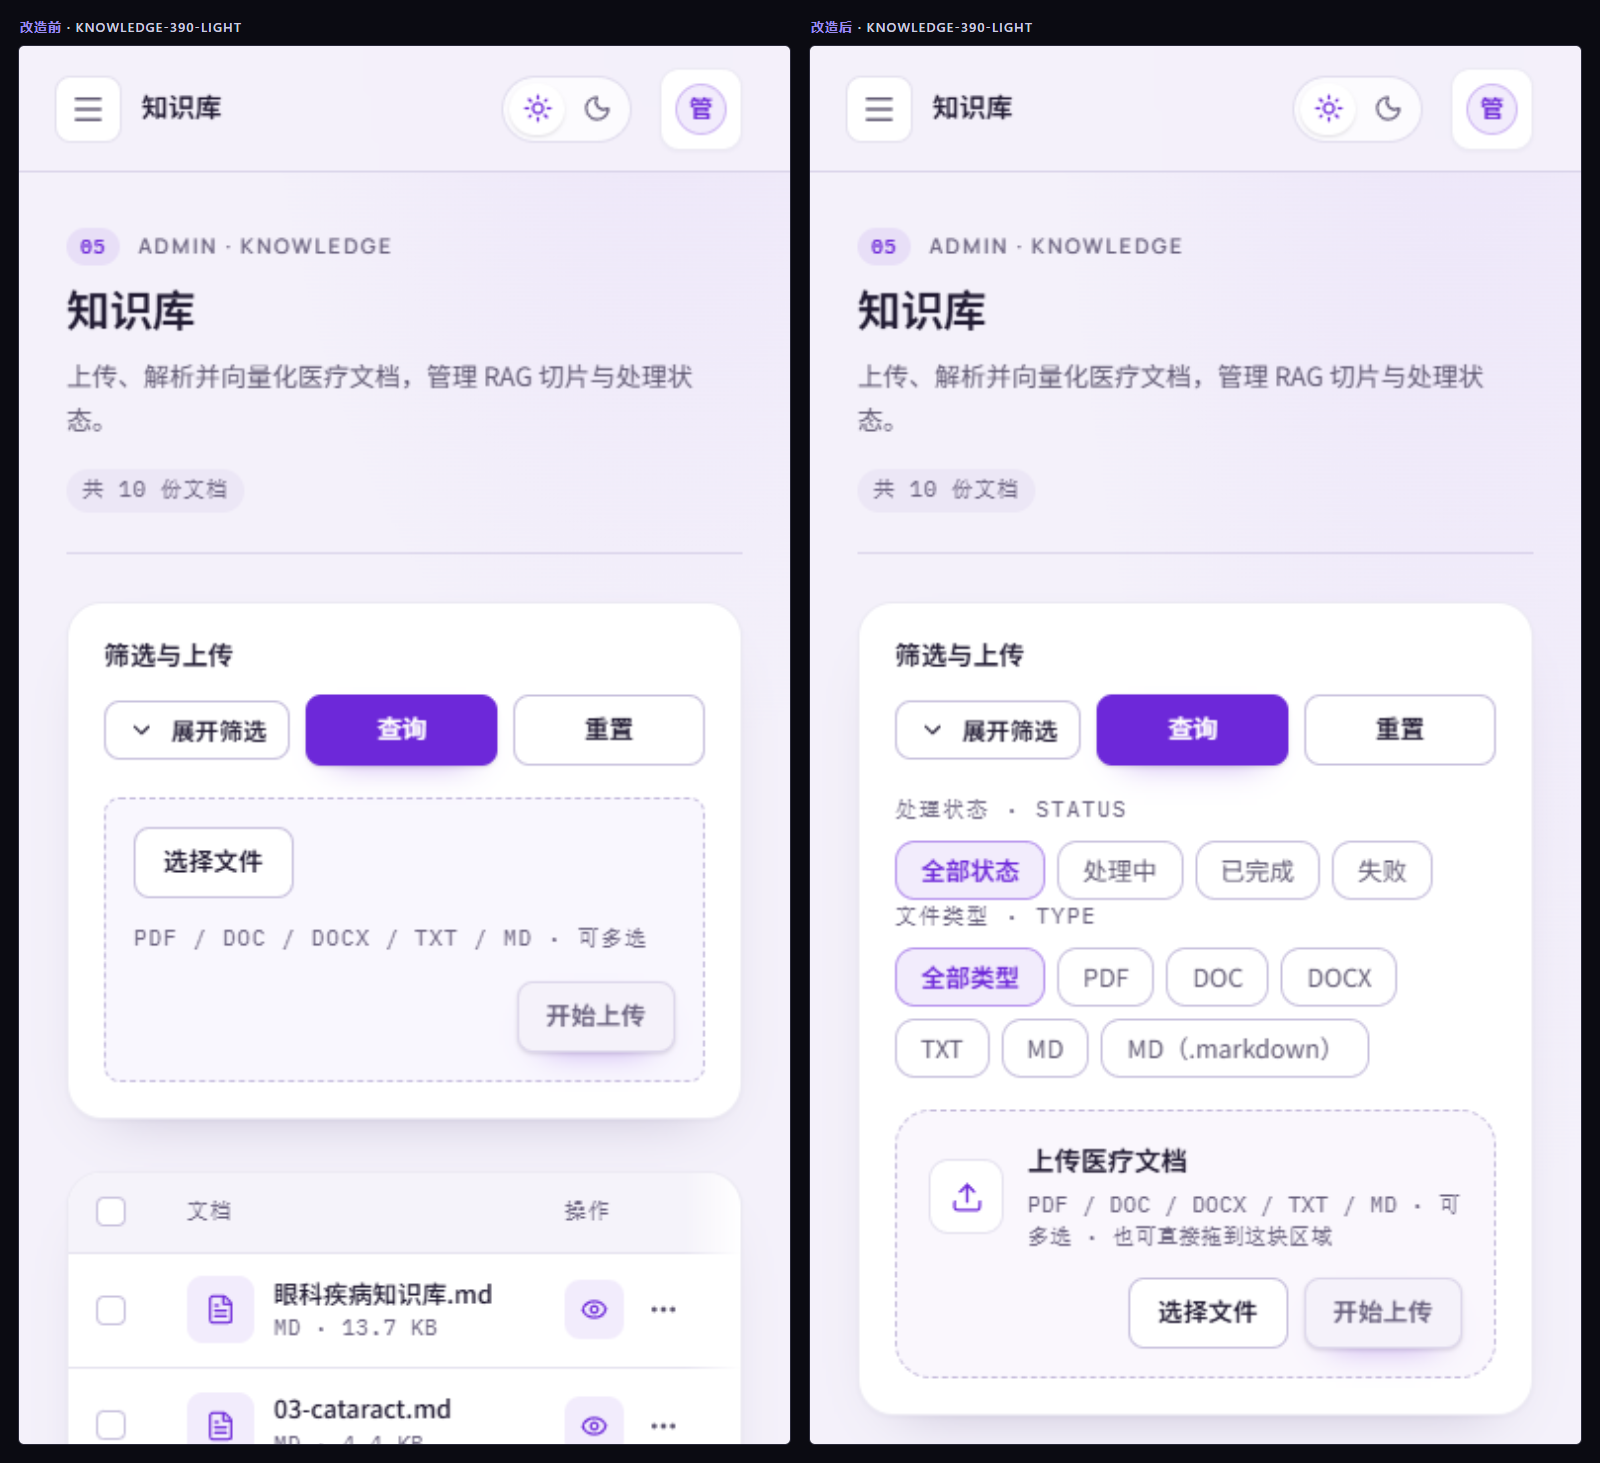 改造前 · KNOWLEDGE-390-LIGHT
知识库
管
05 ADMIN · KNOWLEDGE
知识库
上传、解析并向量化医疗文档，管理 RAG 切片与处理状
态。
共 10 份文档
筛选与上传
展开筛选 查询 重置
选择文件
PDF / DOC / DOCX / TXT / MD · 可多选
开始上传
文档 操作
眼科疾病知识库.md
MD · 13.7 KB
03-cataract.md
MD · 4.4 KB
改造后 · KNOWLEDGE-390-LIGHT
知识库
管
05 ADMIN · KNOWLEDGE
知识库
上传、解析并向量化医疗文档，管理 RAG 切片与处理状
态。
共 10 份文档
筛选与上传
展开筛选 查询 重置
处理状态 · STATUS
全部状态 处理中 已完成 失败
文件类型 · TYPE
全部类型 PDF DOC DOCX
TXT MD MD（.markdown）
上传医疗文档
PDF / DOC / DOCX / TXT / MD · 可
多选 · 也可直接拖到这块区域
选择文件 开始上传